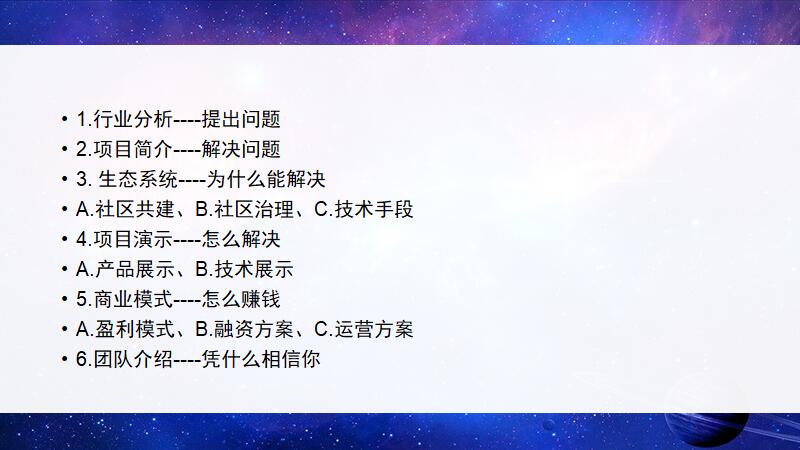 • 1.行业分析----提出问题
• 2.项目简介----解决问题
• 3. 生态系统----为什么能解决
• A.社区共建、B.社区治理、C.技术手段
• 4.项目演示----怎么解决
• A.产品展示、B.技术展示
• 5.商业模式----怎么赚钱
• A.盈利模式、B.融资方案、C.运营方案
• 6.团队介绍----凭什么相信你